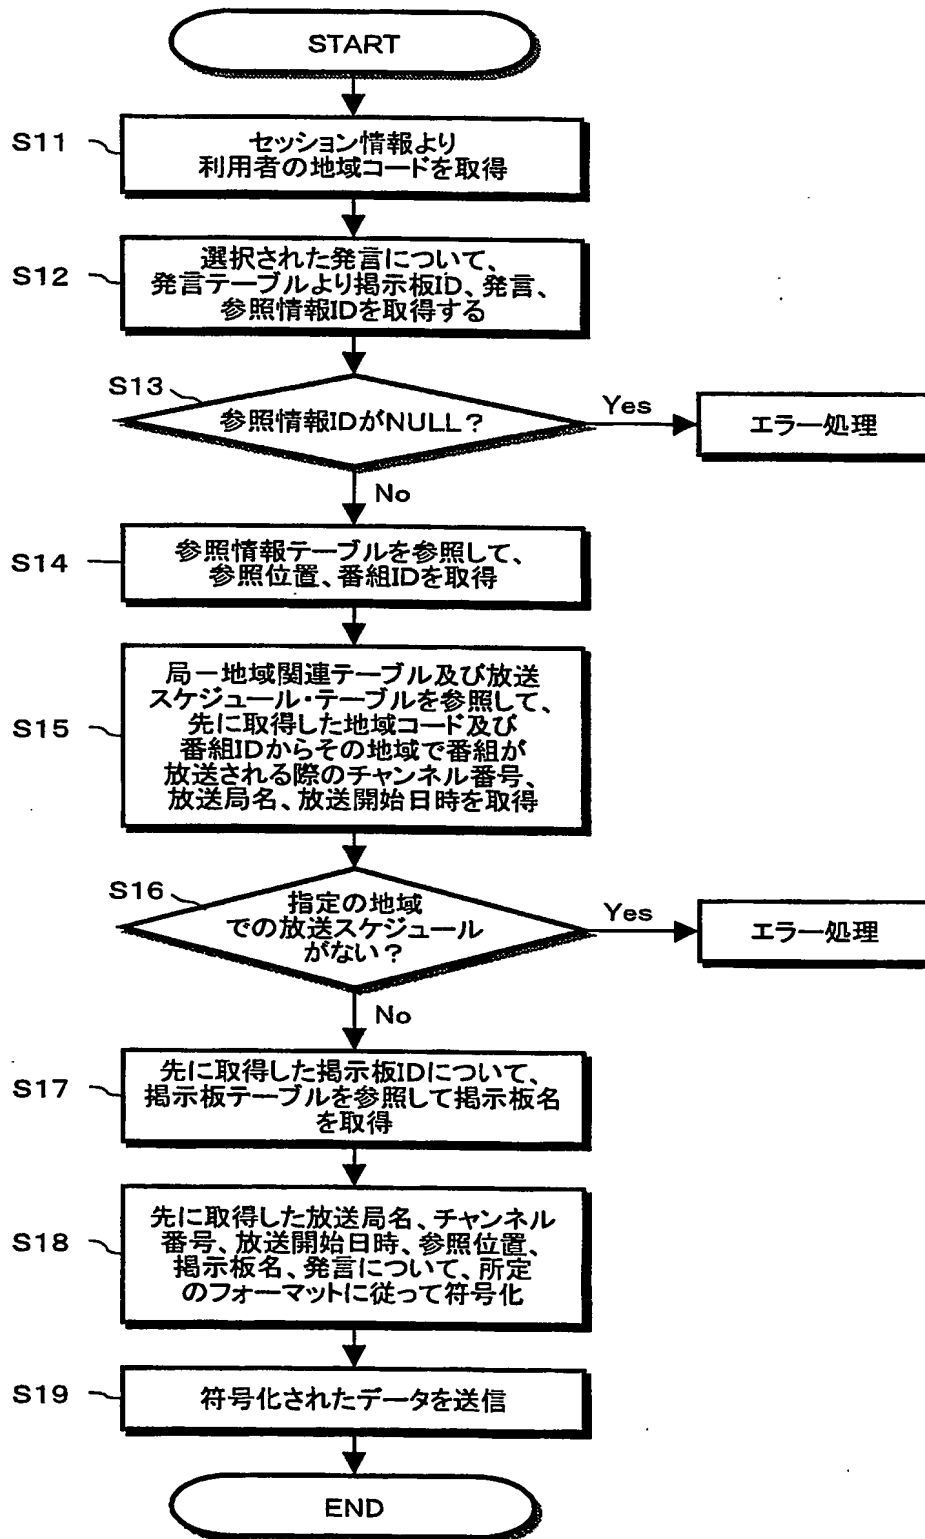 START
S11
セッション情報より
利用者の地域コードを取得
S12
選択された発言について、
発言テーブルより掲示板ID、発言、
参照情報IDを取得する
S13
参照情報IDがNULL?
Yes
エラー処理
No
S14
参照情報テーブルを参照して、
参照位置、番組IDを取得
S15
局-地域関連テーブル及び放送
スケジュール・テーブルを参照して、
先に取得した地域コード及び
番組IDからその地域で番組が
放送される際のチャンネル番号、
放送局名、放送開始日時を取得
S16
指定の地域
での放送スケジュール
がない?
Yes
エラー処理
No
S17
先に取得した掲示板IDについて、
掲示板テーブルを参照して掲示板名
を取得
S18
先に取得した放送局名、チャンネル
番号、放送開始日時、参照位置、
掲示板名、発言について、所定
のフォーマットに従って符号化
S19
符号化されたデータを送信
END